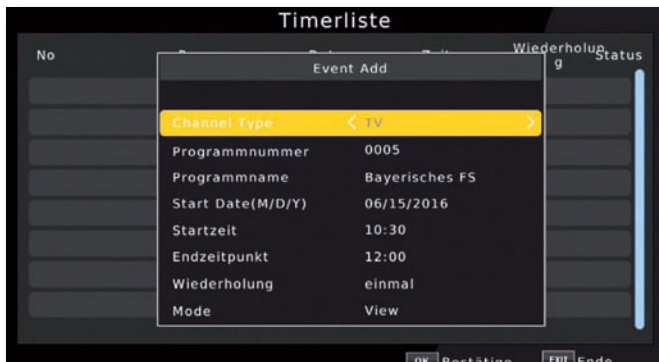 Timerliste
No
Wiederholun
g
Status
Event Add
Channel Type < TV >
Programmnummer 0005
Programmname Bayerisches FS
Start Date(M/D/Y) 06/15/2016
Startzeit 10:30
Endzeitpunkt 12:00
Wiederholung einmal
Mode View
OK Bestätige EXIT Ende